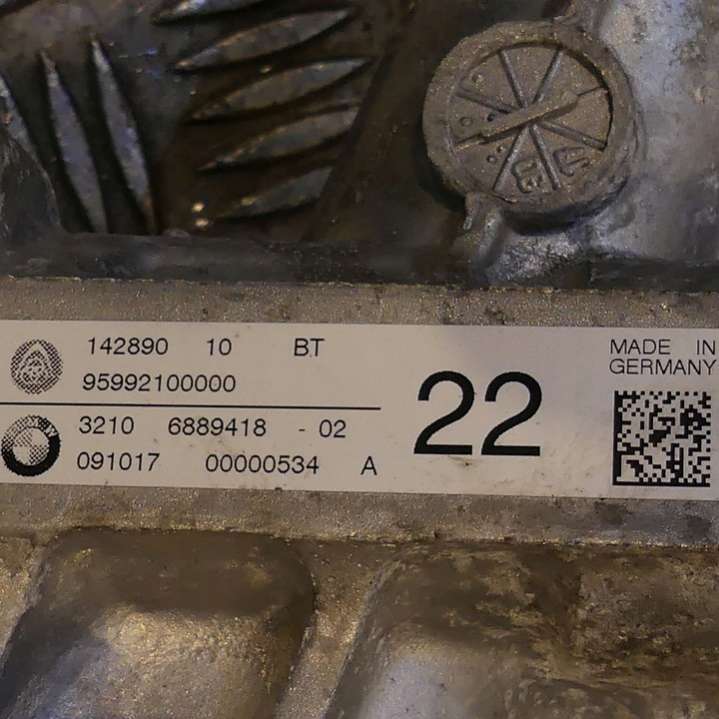 142890 10 BT
95992100000
3210 6889418 - 02
091017 00000534 A
22
MADE IN
GERMANY